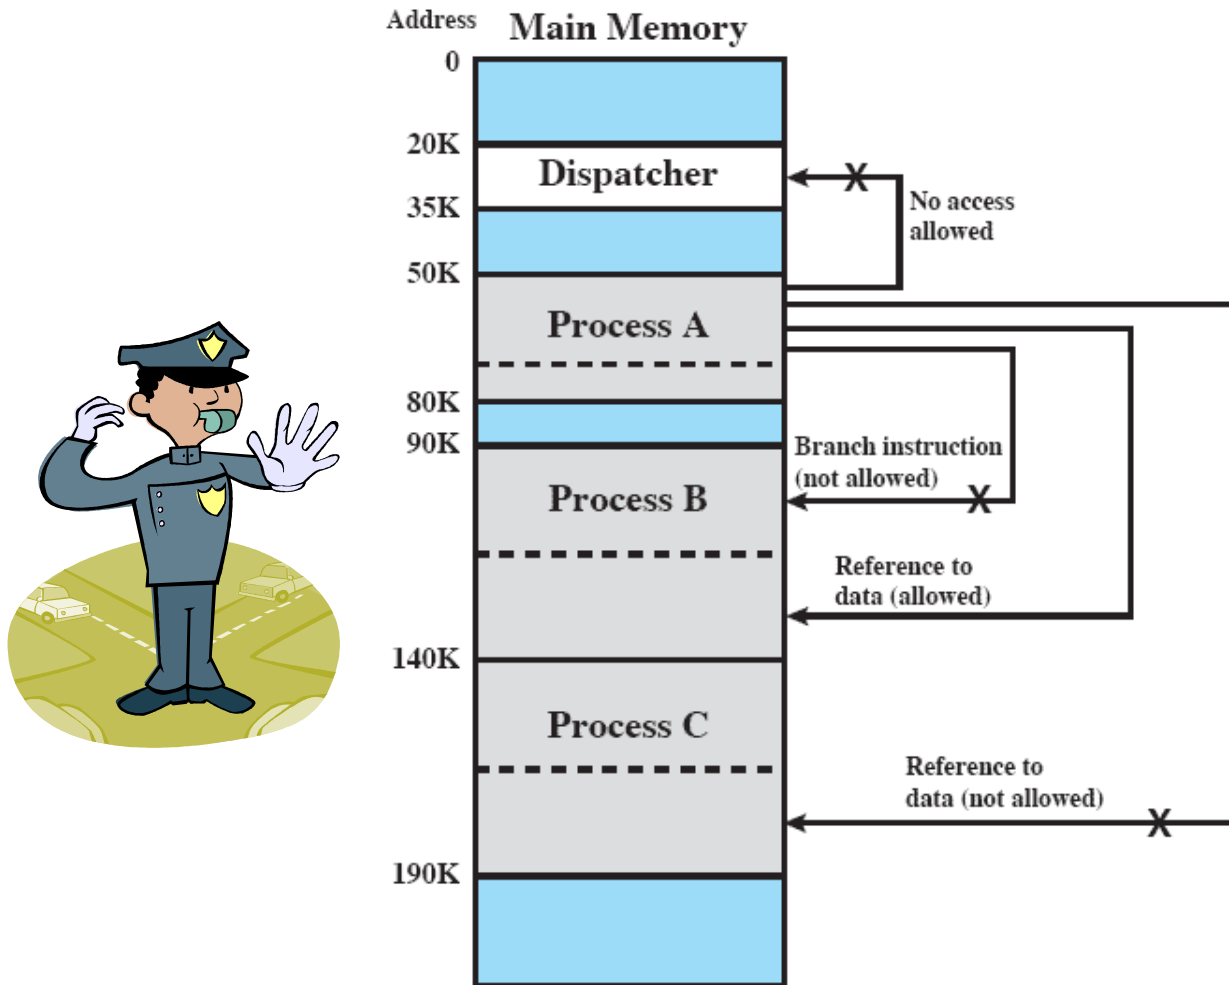 Address
Main Memory
0
20K
Dispatcher
35K
No access
allowed
50K
Process A
80K
90K
Branch instruction
(not allowed)
Process B
Reference to
data (allowed)
140K
Process C
Reference to
data (not allowed)
190K